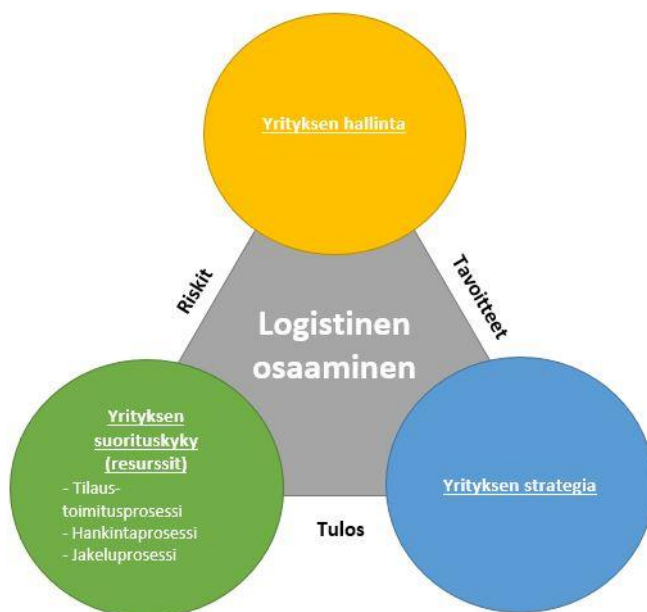 Yrityksen hallinta
Riskit
Tavoitteet
Logistinen
osaaminen
Yrityksen
suorituskyky
(resurssit)
- Tilaus-
toimitusprosessi
- Hankintaprosessi
- Jakeluprosessi
Yrityksen strategia
Tulos